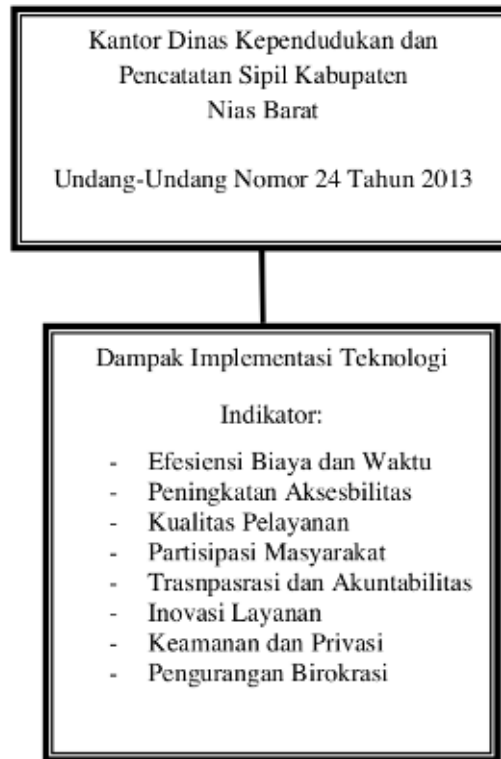 Kantor Dinas Kependudukan dan
Pencatatan Sipil Kabupaten
Nias Barat
Undang-Undang Nomor 24 Tahun 2013
Dampak Implementasi Teknologi
Indikator:
- Efesiensi Biaya dan Waktu
- Peningkatan Aksesbilitas
- Kualitas Pelayanan
- Partisipasi Masyarakat
- Trasnpasrasi dan Akuntabilitas
- Inovasi Layanan
- Keamanan dan Privasi
- Pengurangan Birokrasi